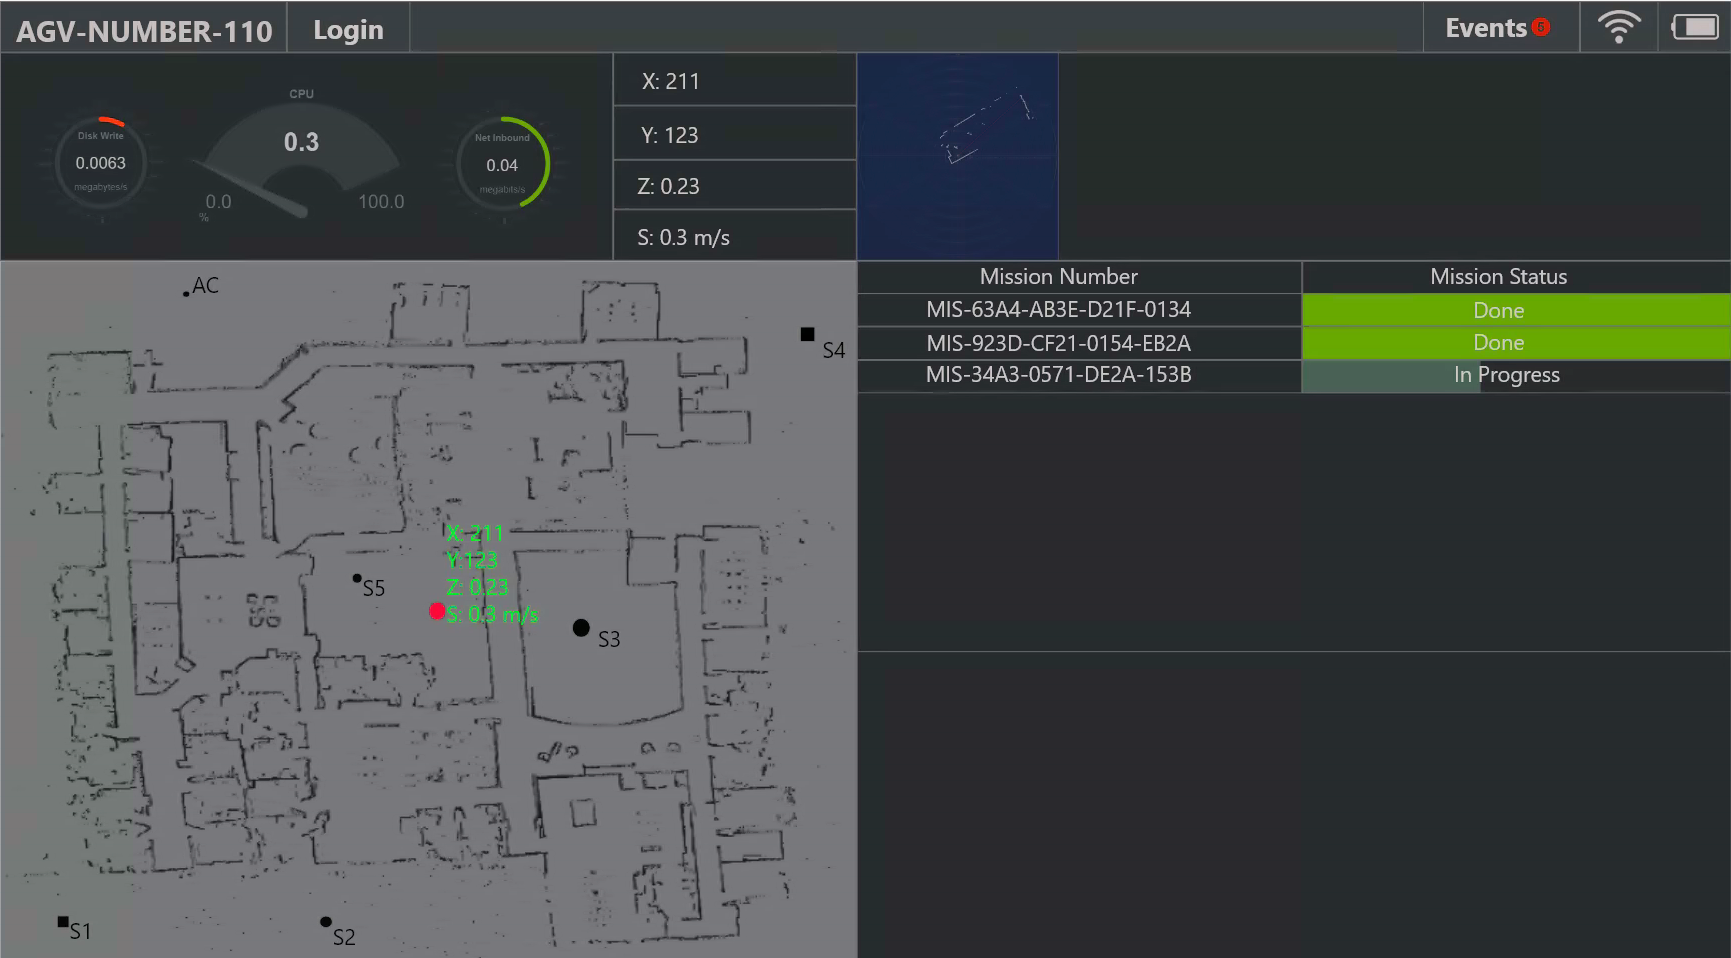 AGV-NUMBER-110
Login
Events 6
CPU
Disk Write
0.0063
megabytes/s
0.3
0.0
%
100.0
Net Inbound
0.04
megabits/s
X: 211
Y: 123
Z: 0.23
S: 0.3 m/s
Mission Number Mission Status
MIS-63A4-AB3E-D21F-0134 Done
MIS-923D-CF21-0154-EB2A Done
MIS-34A3-0571-DE2A-153B In Progress
AC
S4
X: 211
Y: 123
Z: 0.23
S: 0.3 m/s
S5
S3
S1
S2